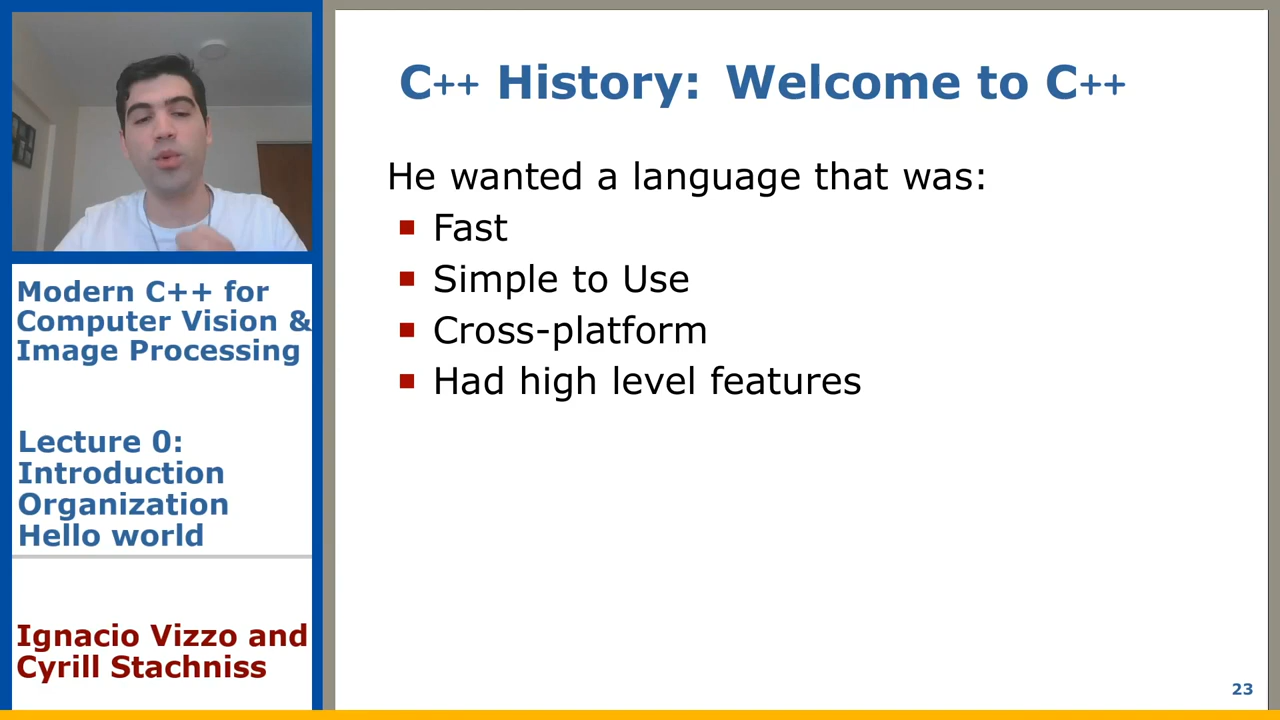 C++ History: Welcome to C++
He wanted a language that was:
Fast
Simple to Use
Cross-platform
Had high level features
Modern C++ for
Computer Vision &
Image Processing
Lecture 0:
Introduction
Organization
Hello world
Ignacio Vizzo and
Cyrill Stachniss
23